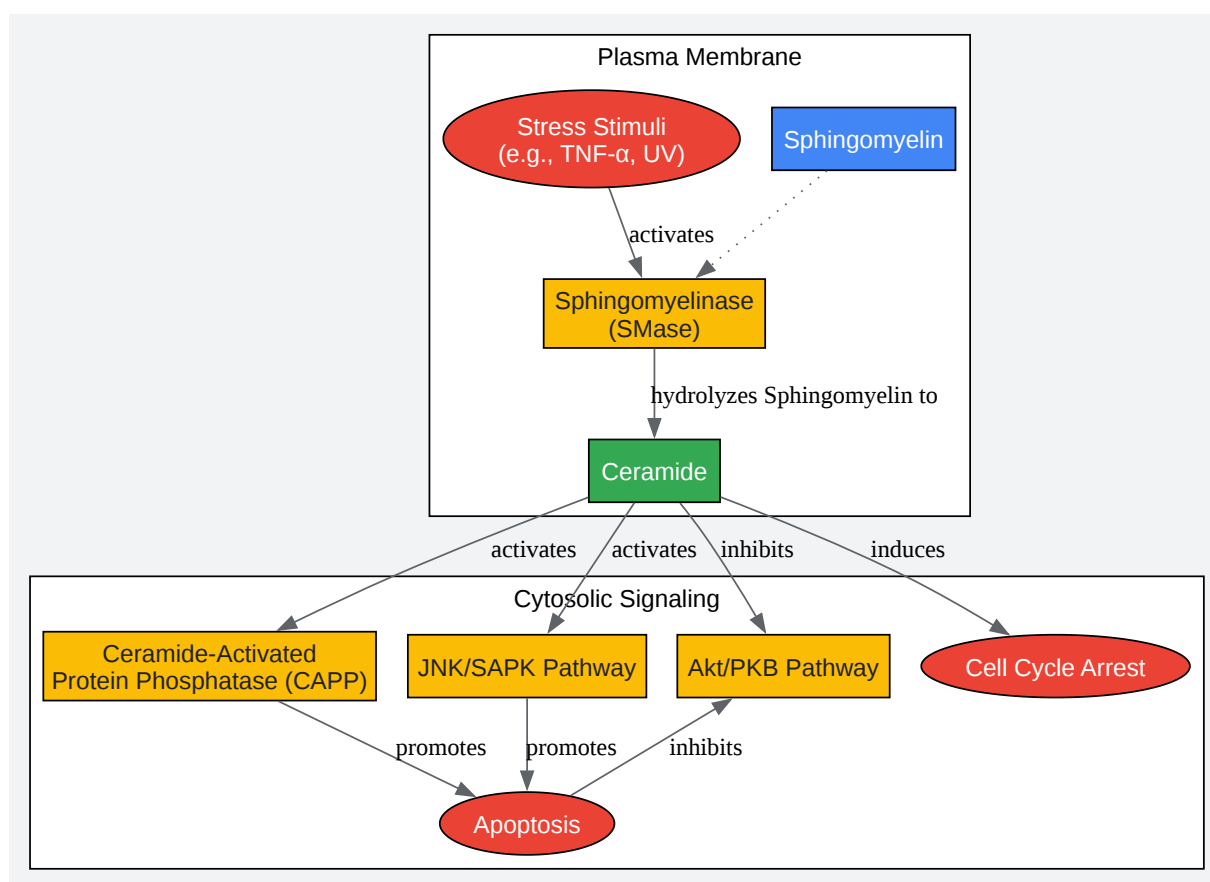 Plasma Membrane
Stress Stimuli
(e.g., TNF-α, UV)
Sphingomyelin
activates
Sphingomyelinase
(SMase)
hydrolyzes Sphingomyelin to
Ceramide
activates
activates
inhibits
induces
Cytosolic Signaling
Ceramide-Activated
Protein Phosphatase (CAPP)
JNK/SAPK Pathway
Akt/PKB Pathway
Cell Cycle Arrest
promotes
promotes
inhibits
Apoptosis